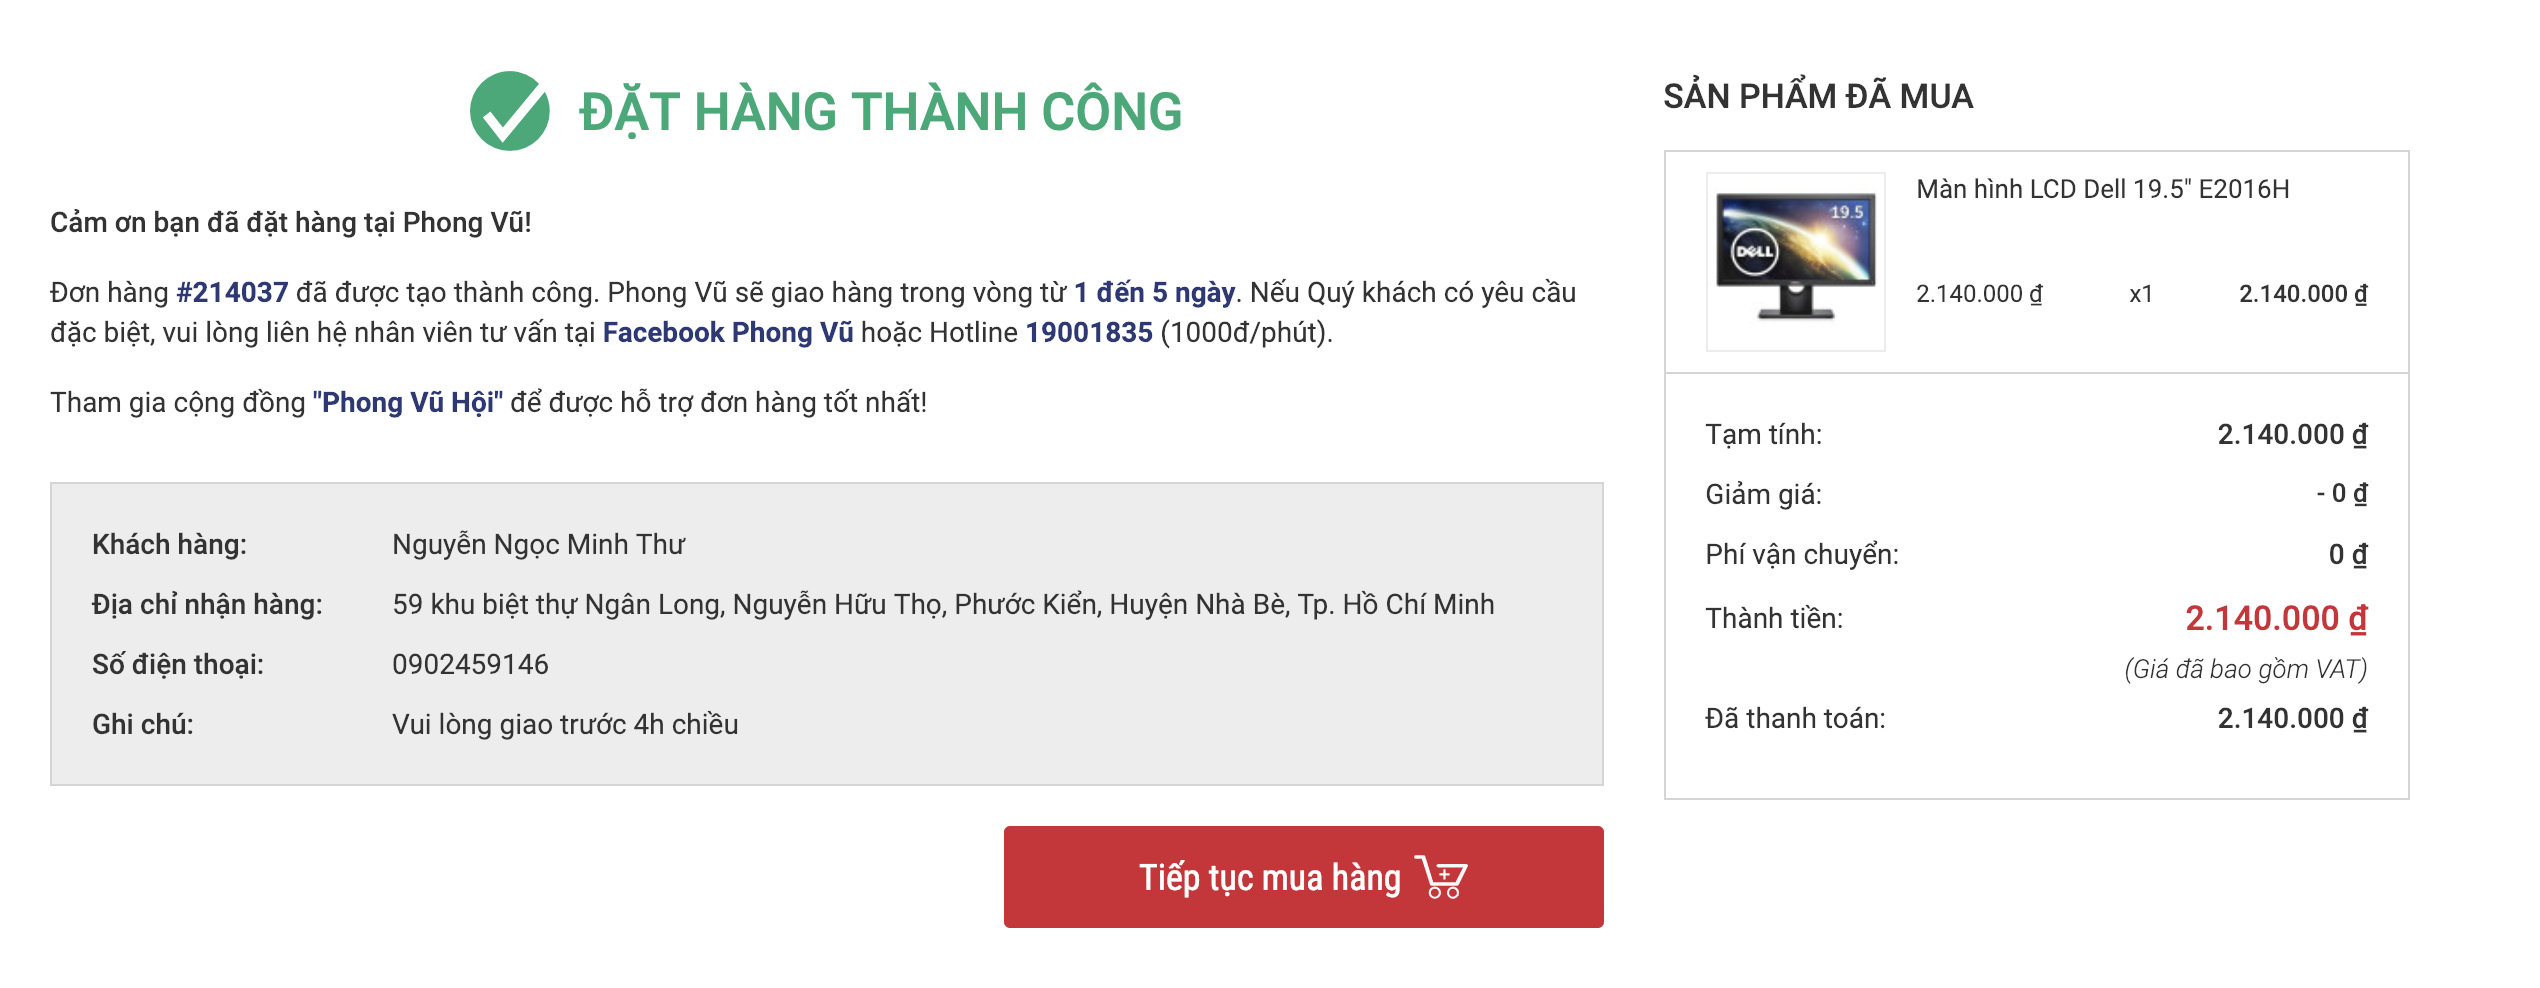 ĐẶT HÀNG THÀNH CÔNG
Cảm ơn bạn đã đặt hàng tại Phong Vũ!
Đơn hàng #214037 đã được tạo thành công. Phong Vũ sẽ giao hàng trong vòng từ 1 đến 5 ngày. Nếu Quý khách có yêu cầu
đặc biệt, vui lòng liên hệ nhân viên tư vấn tại Facebook Phong Vũ hoặc Hotline 19001835 (1000đ/phút).
Tham gia cộng đồng "Phong Vũ Hội" để được hỗ trợ đơn hàng tốt nhất!
Khách hàng: Nguyễn Ngọc Minh Thư
Địa chỉ nhận hàng: 59 khu biệt thự Ngân Long, Nguyễn Hữu Thọ, Phước Kiển, Huyện Nhà Bè, Tp. Hồ Chí Minh
Số điện thoại: 0902459146
Ghi chú: Vui lòng giao trước 4h chiều
Tiếp tục mua hàng
SẢN PHẨM ĐÃ MUA
19.5
DELL
Màn hình LCD Dell 19.5" E2016H
2.140.000 ₫ x1 2.140.000 ₫
Tạm tính: 2.140.000 ₫
Giảm giá: - 0 ₫
Phí vận chuyển: 0 ₫
Thành tiền: 2.140.000 ₫
(Giá đã bao gồm VAT)
Đã thanh toán: 2.140.000 ₫